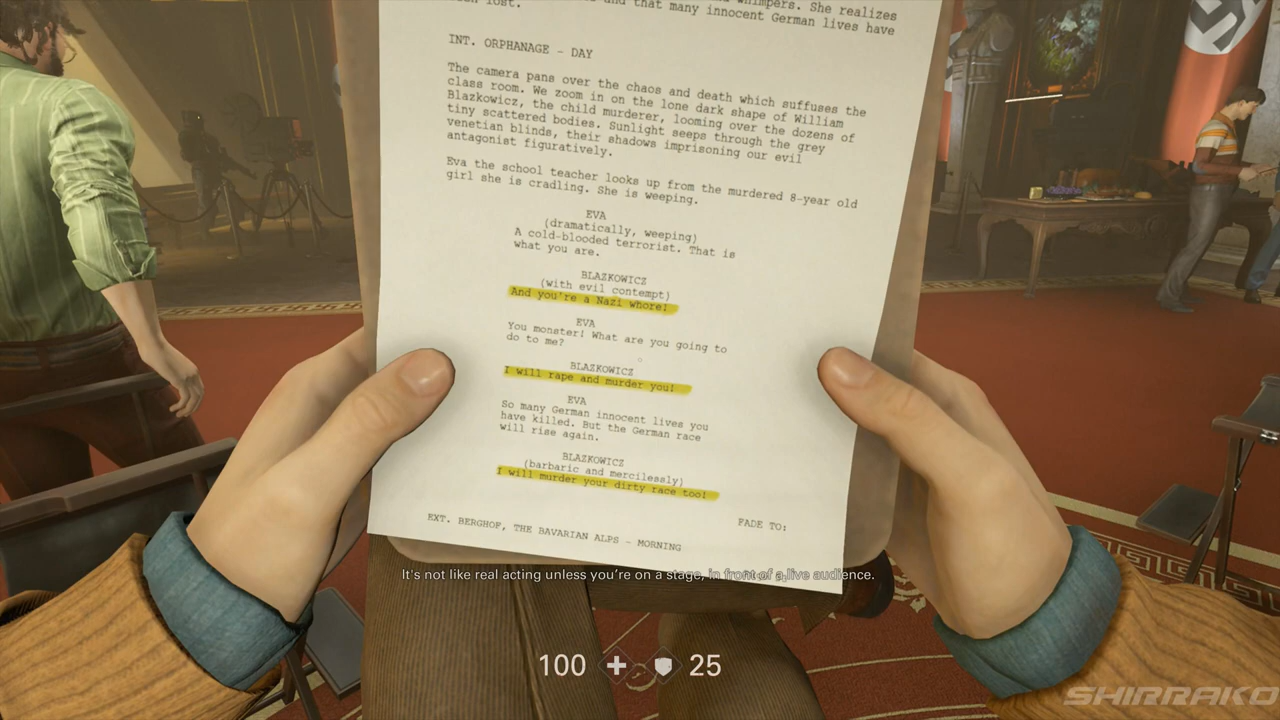 whimpers. She realizes
and that many innocent German lives have
lost.
INT. ORPHANAGE - DAY
The camera pans over the chaos and death which suffuses the
class room. We zoom in on the lone dark shape of William
Blazkowicz, the child murderer, looming over the dozens of
tiny scattered bodies. Sunlight seeps through the grey
venetian blinds, their shadows imprisoning our evil
antagonist figuratively.
Eva the school teacher looks up from the murdered 8-year old
girl she is cradling. She is weeping.
EVA
(dramatically, weeping)
A cold-blooded terrorist. That is
what you are.
BLAZKOWICZ
(with evil contempt)
And you're a Nazi whore!
EVA
You monster! What are you going to
do to me?
BLAZKOWICZ
I will rape and murder you!
EVA
So many German innocent lives you
have killed. But the German race
will rise again.
BLAZKOWICZ
(barbaric and mercilessly)
I will murder your dirty race too!
FADE TO:
EXT. BERGHOF, THE BAVARIAN ALPS - MORNING
It's not like real acting unless you're on a stage, in front of a live audience.
100 25
SHIRRAKO